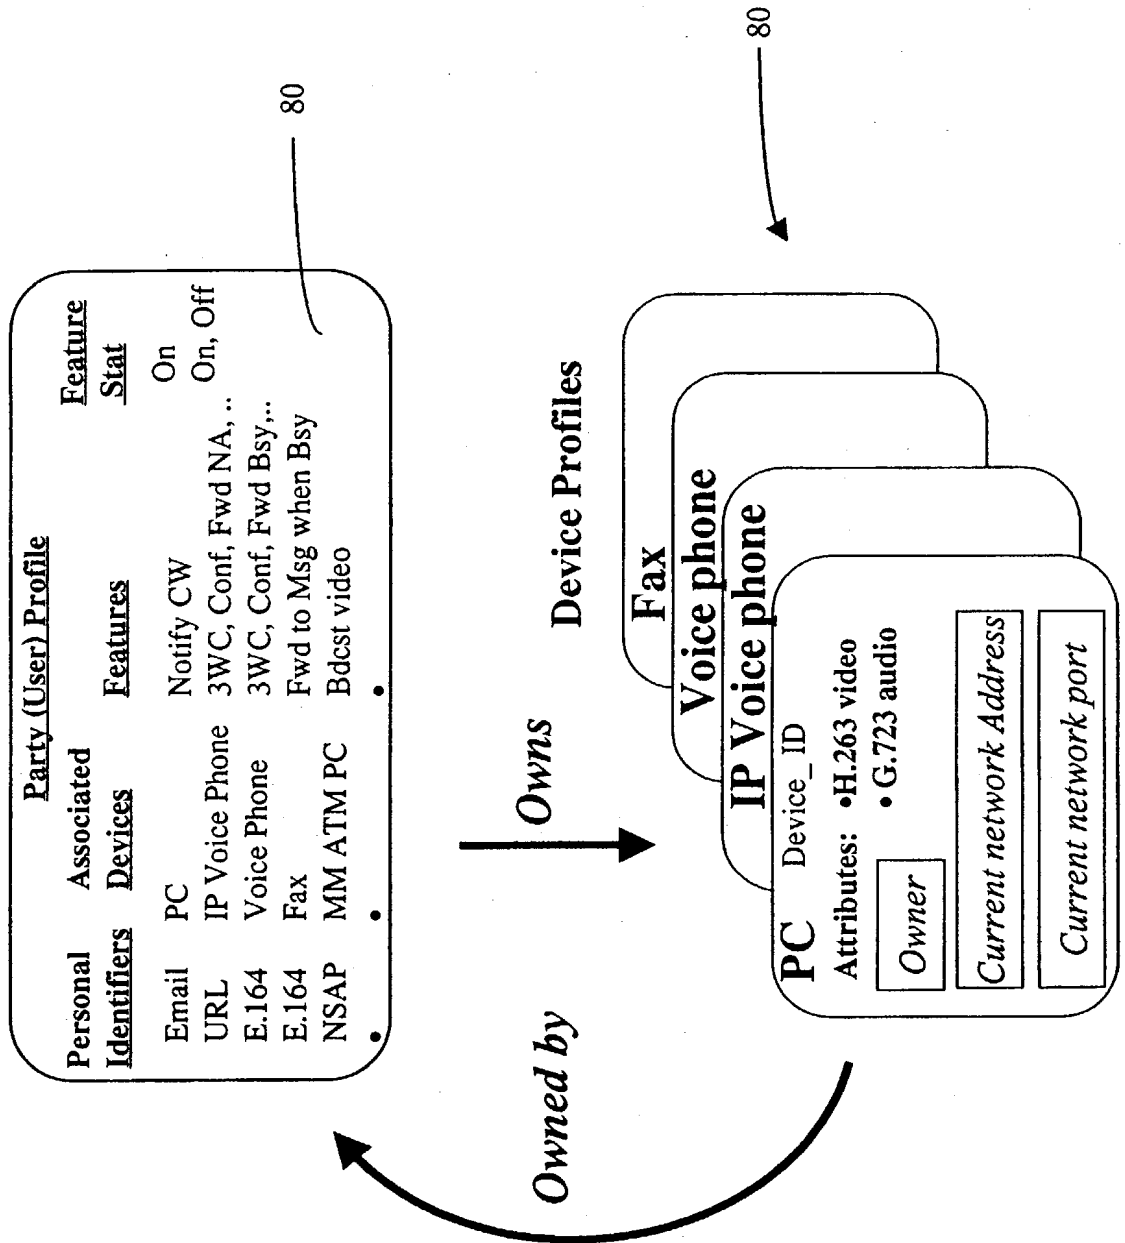 Party (User) Profile
Personal Associated Feature
Identifiers Devices Features Stat
Email PC Notify CW On
URL IP Voice Phone 3WC, Conf, Fwd NA, .. On, Off
E.164 Voice Phone 3WC, Conf, Fwd Bsy,..
E.164 Fax Fwd to Msg when Bsy
NSAP MM ATM PC Bdcst video
• • •
80
Owned by
Owns
Device Profiles
80
Fax
Voice phone
IP Voice phone
PC Device_ID
Attributes: •H.263 video
• G.723 audio
Owner
Current network Address
Current network port